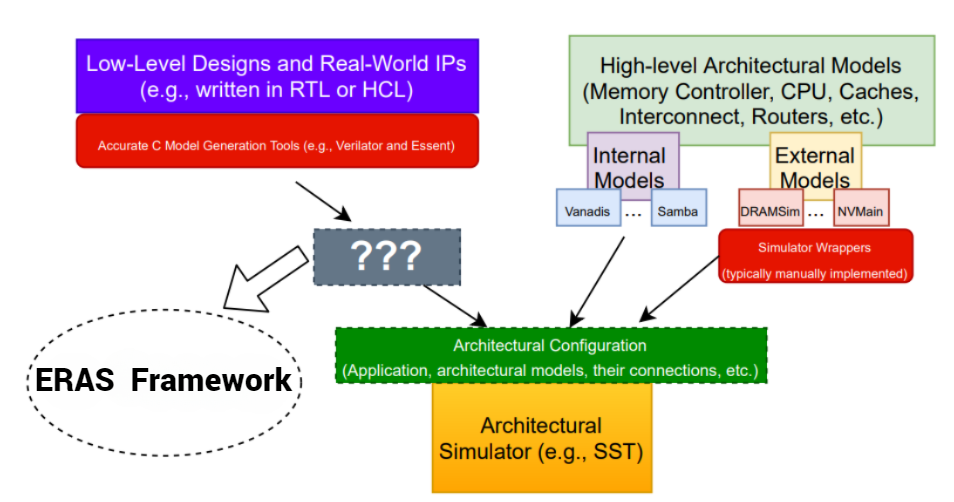 Low-Level Designs and Real-World IPs
(e.g., written in RTL or HCL)
Accurate C Model Generation Tools (e.g., Verilator and Essent)
High-level Architectural Models
(Memory Controller, CPU, Caches,
Interconnect, Routers, etc.)
Internal
Models
External
Models
Vanadis
...
Samba
DRAMSim
...
NVMain
Simulator Wrappers
(typically manually implemented)
???
ERAS Framework
Architectural Configuration
(Application, architectural models, their connections, etc.)
Architectural
Simulator (e.g., SST)